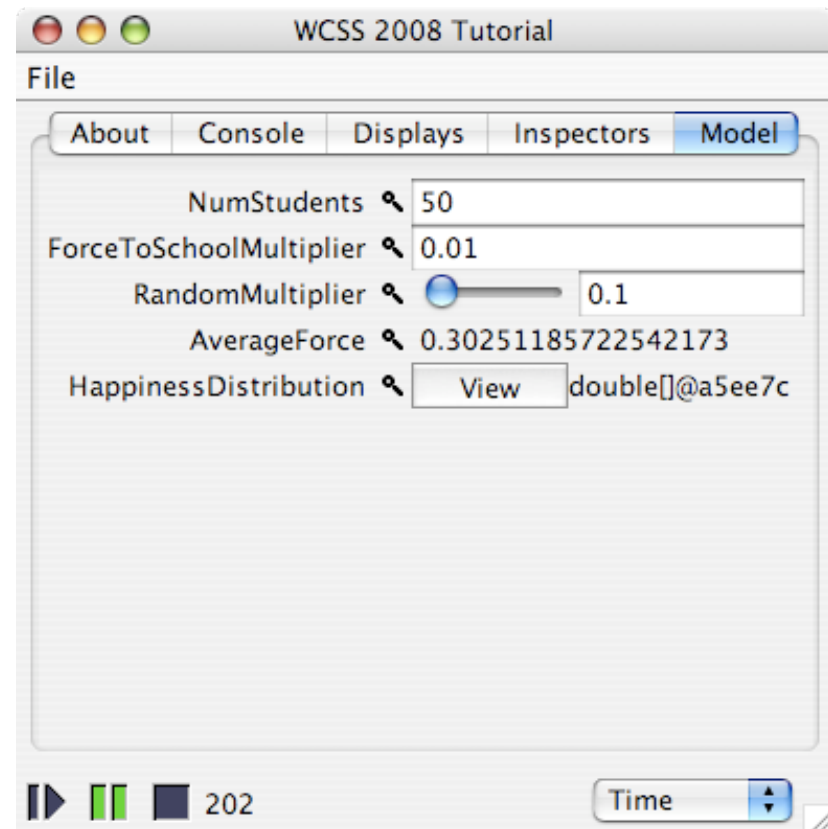 WCSS 2008 Tutorial
File
About Console Displays Inspectors Model
NumStudents 50
ForceToSchoolMultiplier 0.01
RandomMultiplier 0.1
AverageForce 0.30251185722542173
HappinessDistribution View double[]@a5ee7c
202 Time